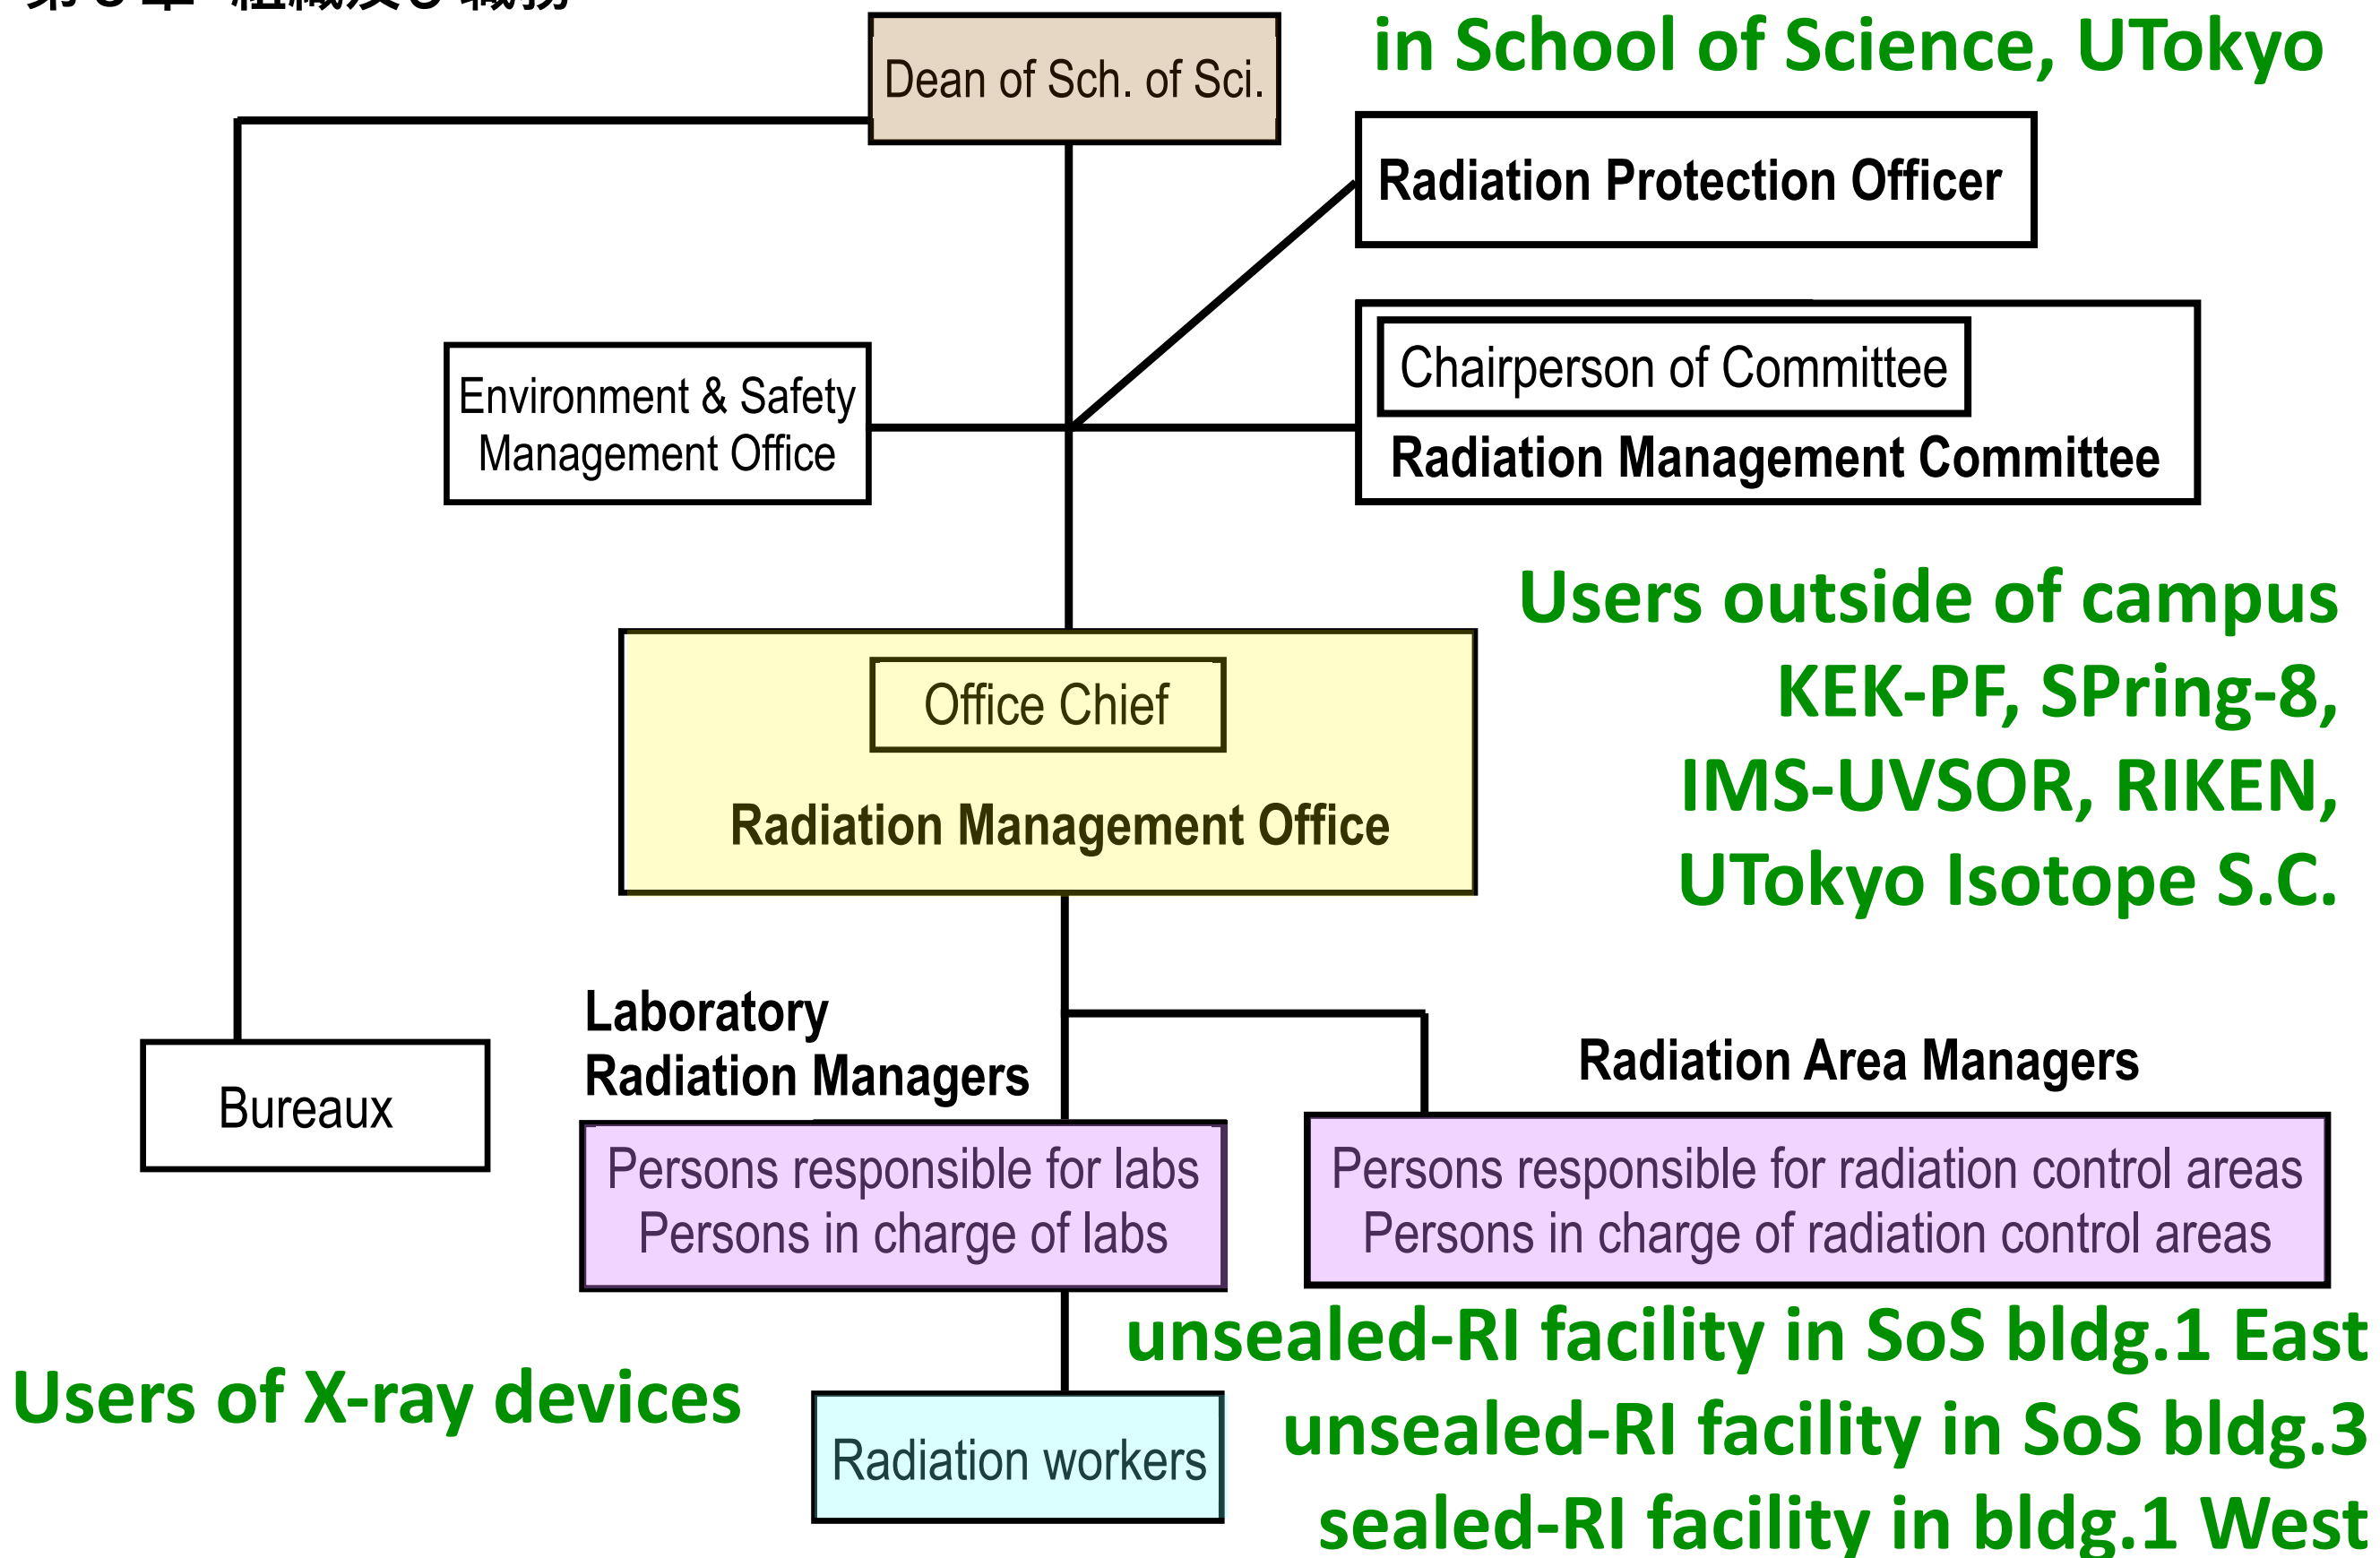 in School of Science, UTokyo
Dean of Sch. of Sci.
Radiation Protection Officer
Chairperson of Committee
Radiation Management Committee
Environment & Safety
Management Office
Users outside of campus
KEK-PF, SPring-8,
IMS-UVSOR, RIKEN,
UTokyo Isotope S.C.
Office Chief
Radiation Management Office
Laboratory
Radiation Managers
Radiation Area Managers
Bureaux
Persons responsible for labs
Persons in charge of labs
Persons responsible for radiation control areas
Persons in charge of radiation control areas
unsealed-RI facility in SoS bldg.1 East
unsealed-RI facility in SoS bldg.3
sealed-RI facility in bldg.1 West
Users of X-ray devices
Radiation workers